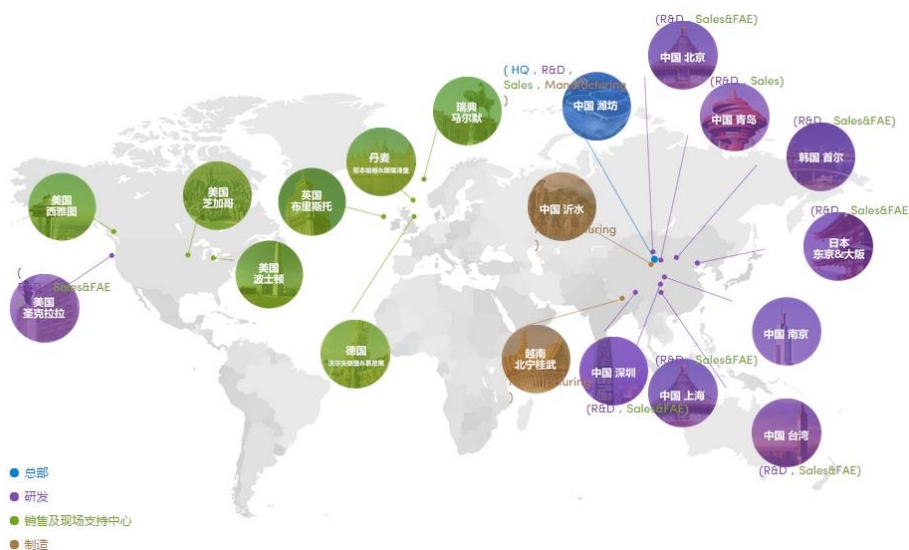 (R&D , Sales&FAE)
中国 北京
( HQ , R&D ,
Sales , Manufacturing
)
中国 潍坊
(R&D , Sales)
中国 青岛
瑞典
马尔默
(R&D , Sales&FAE)
韩国 首尔
丹麦
美国
芝加哥
英国
布里斯托
美国
西雅图
中国 沂水
)
(R&D , Sales&FAE
日本
东京&大阪
美国
波士顿
(
Sales&FAE
美国
圣克拉拉
德国
越南
北宁桂武
)
中国 南京
(R&D , Sales&FAE)
中国 深圳
(R&D , Sales&FAE)
中国 上海
中国 台湾
(R&D , Sales&FAE)
总部
研发
销售及现场支持中心
制造